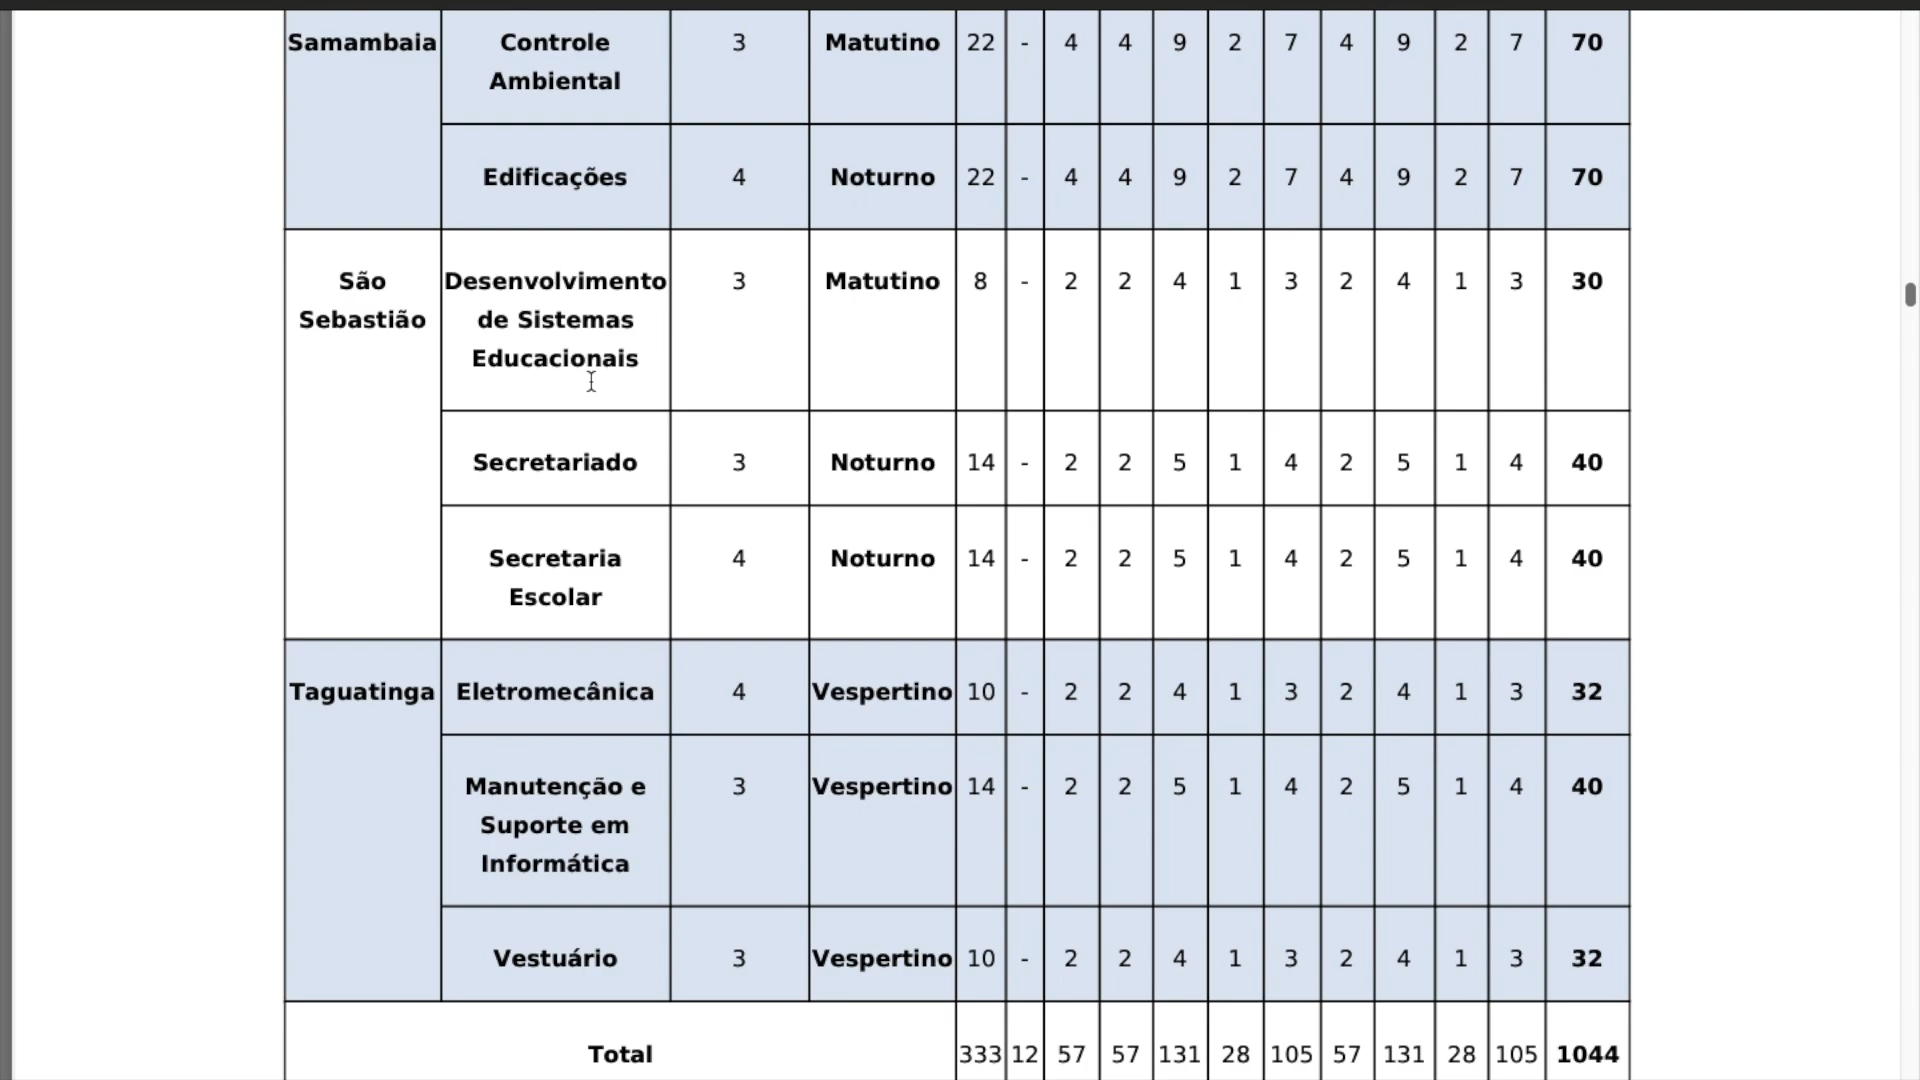 Samambaia Controle 3 Matutino 22 - 4 4 9 2 7 4 9 2 7 70
Ambiental
Edificações 4 Noturno 22 - 4 4 9 2 7 4 9 2 7 70
São Desenvolvimento 3 Matutino 8 - 2 2 4 1 3 2 4 1 3 30
Sebastião de Sistemas
Educacionais
Secretariado 3 Noturno 14 - 2 2 5 1 4 2 5 1 4 40
Secretaria 4 Noturno 14 - 2 2 5 1 4 2 5 1 4 40
Escolar
Taguatinga Eletromecânica 4 Vespertino 10 - 2 2 4 1 3 2 4 1 3 32
Manutenção e 3 Vespertino 14 - 2 2 5 1 4 2 5 1 4 40
Suporte em
Informática
Vestuário 3 Vespertino 10 - 2 2 4 1 3 2 4 1 3 32
Total 333 12 57 57 131 28 105 57 131 28 105 1044